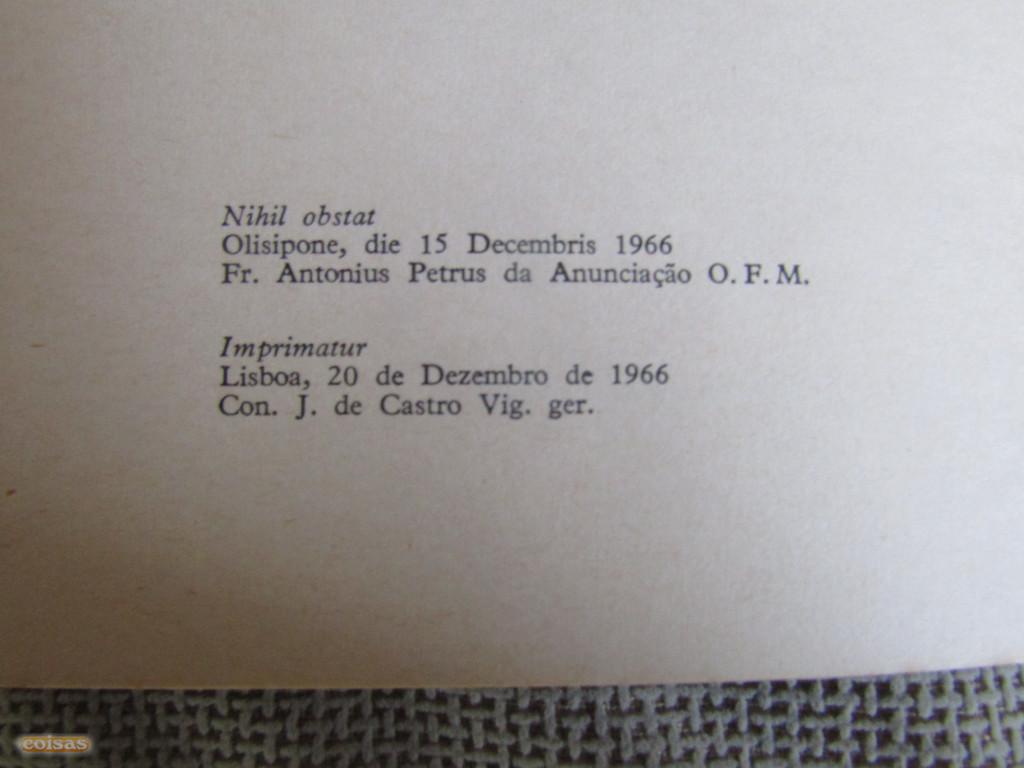 Nihil obstat
Olisipone, die 15 Decembris 1966
Fr. Antonius Petrus da Anunciação O. F. M.
Imprimatur
Lisboa, 20 de Dezembro de 1966
Con. J. de Castro Vig. ger.
coisas